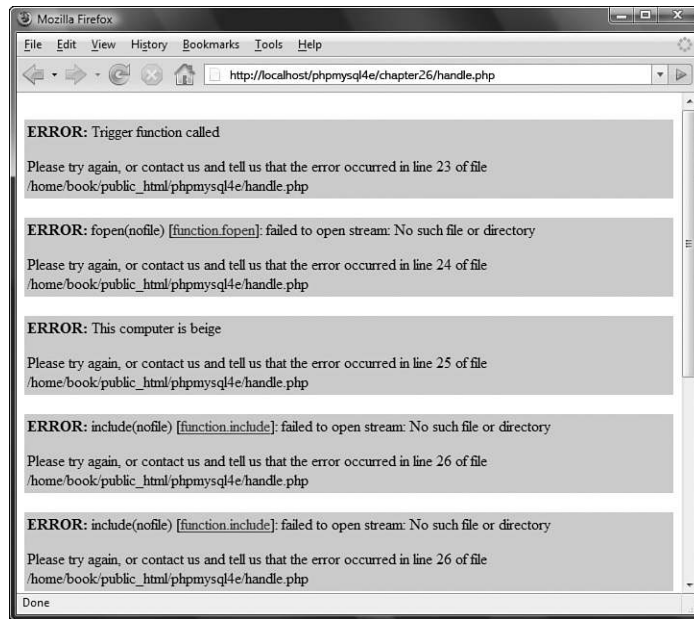 Mozilla Firefox
File Edit View History Bookmarks Tools Help
http://localhost/phpmysql4e/chapter26/handle.php
ERROR: Trigger function called
Please try again, or contact us and tell us that the error occurred in line 23 of file
/home/book/public_html/phpmysql4e/handle.php
ERROR: fopen(nofile) [function.fopen]: failed to open stream: No such file or directory
Please try again, or contact us and tell us that the error occurred in line 24 of file
/home/book/public_html/phpmysql4e/handle.php
ERROR: This computer is beige
Please try again, or contact us and tell us that the error occurred in line 25 of file
/home/book/public_html/phpmysql4e/handle.php
ERROR: include(nofile) [function.include]: failed to open stream: No such file or directory
Please try again, or contact us and tell us that the error occurred in line 26 of file
/home/book/public_html/phpmysql4e/handle.php
ERROR: include(nofile) [function.include]: failed to open stream: No such file or directory
Please try again, or contact us and tell us that the error occurred in line 26 of file
/home/book/public_html/phpmysql4e/handle.php
Done